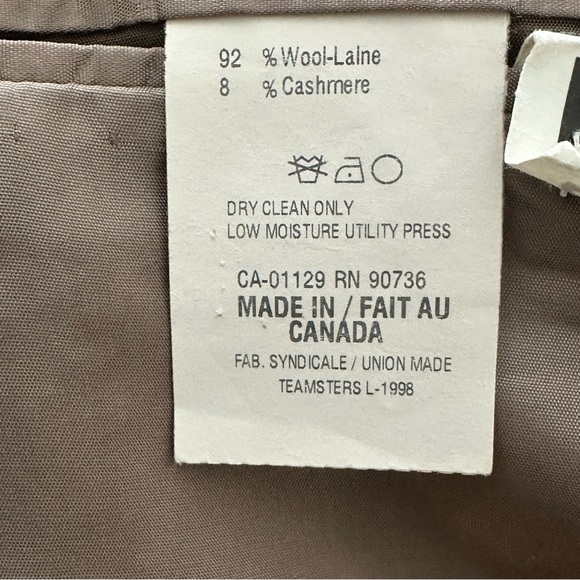 92 % Wool-Laine
8 % Cashmere
DRY CLEAN ONLY
LOW MOISTURE UTILITY PRESS
CA-01129 RN 90736
MADE IN / FAIT AU
CANADA
FAB. SYNDICALE / UNION MADE
TEAMSTERS L-1998